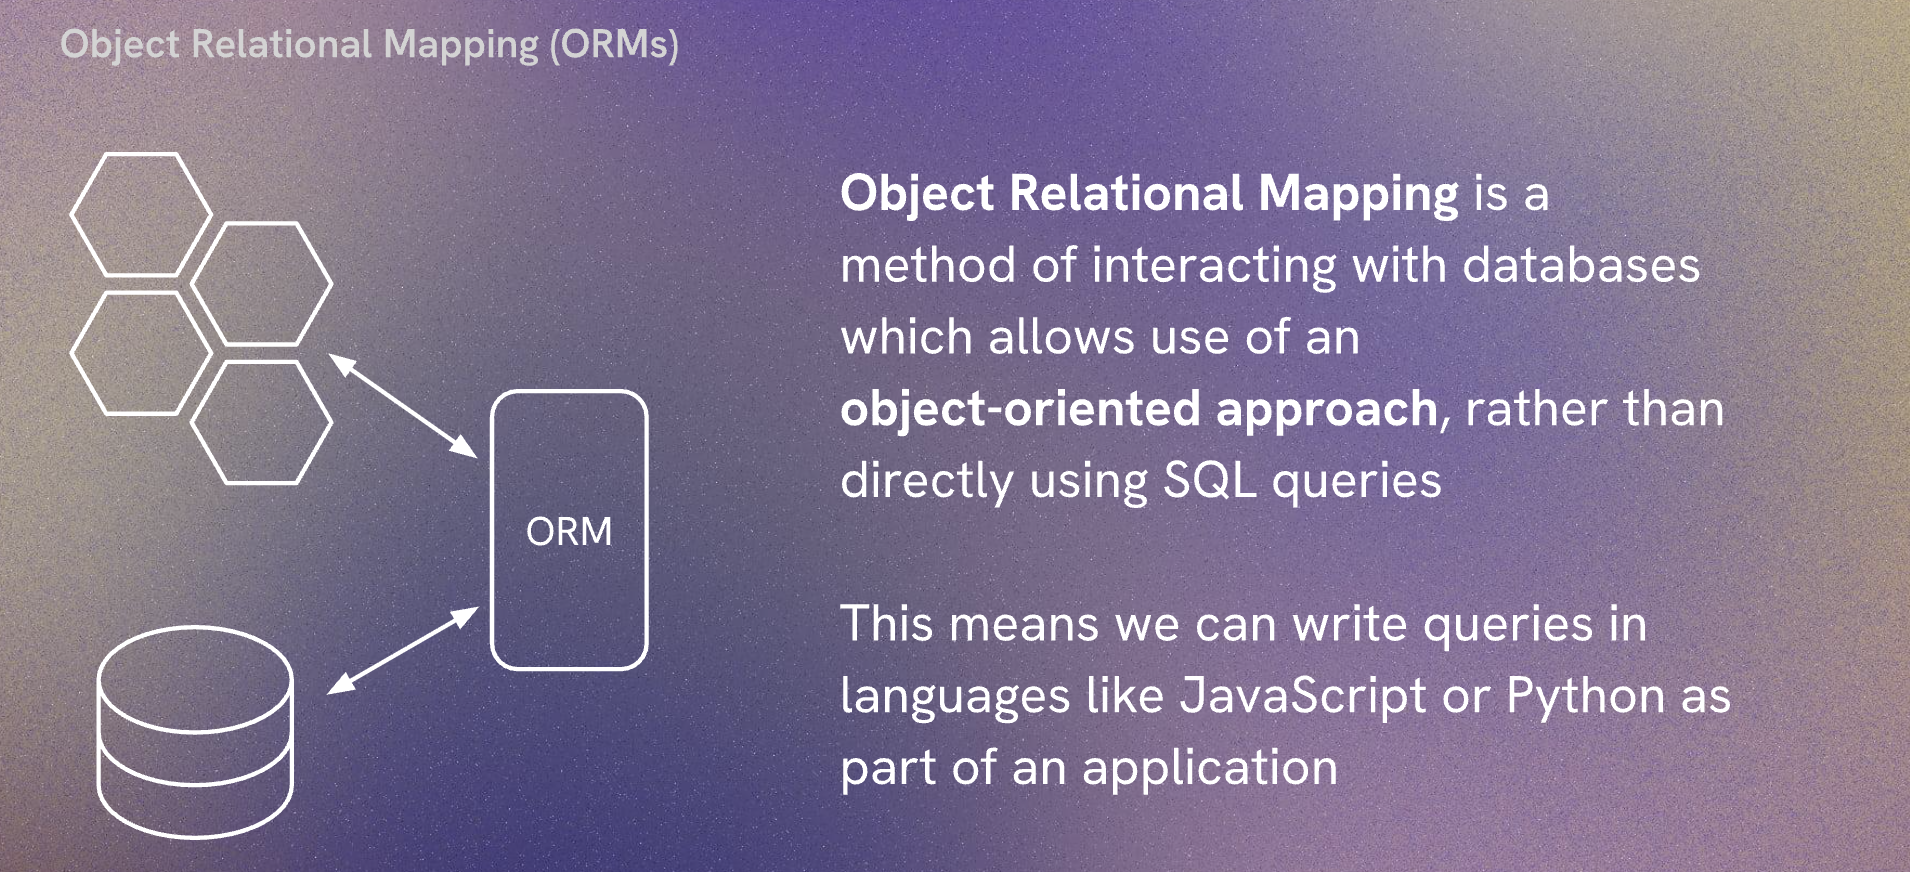 Object Relational Mapping (ORMs)
ORM
Object Relational Mapping is a
method of interacting with databases
which allows use of an
object-oriented approach, rather than
directly using SQL queries
This means we can write queries in
languages like JavaScript or Python as
part of an application